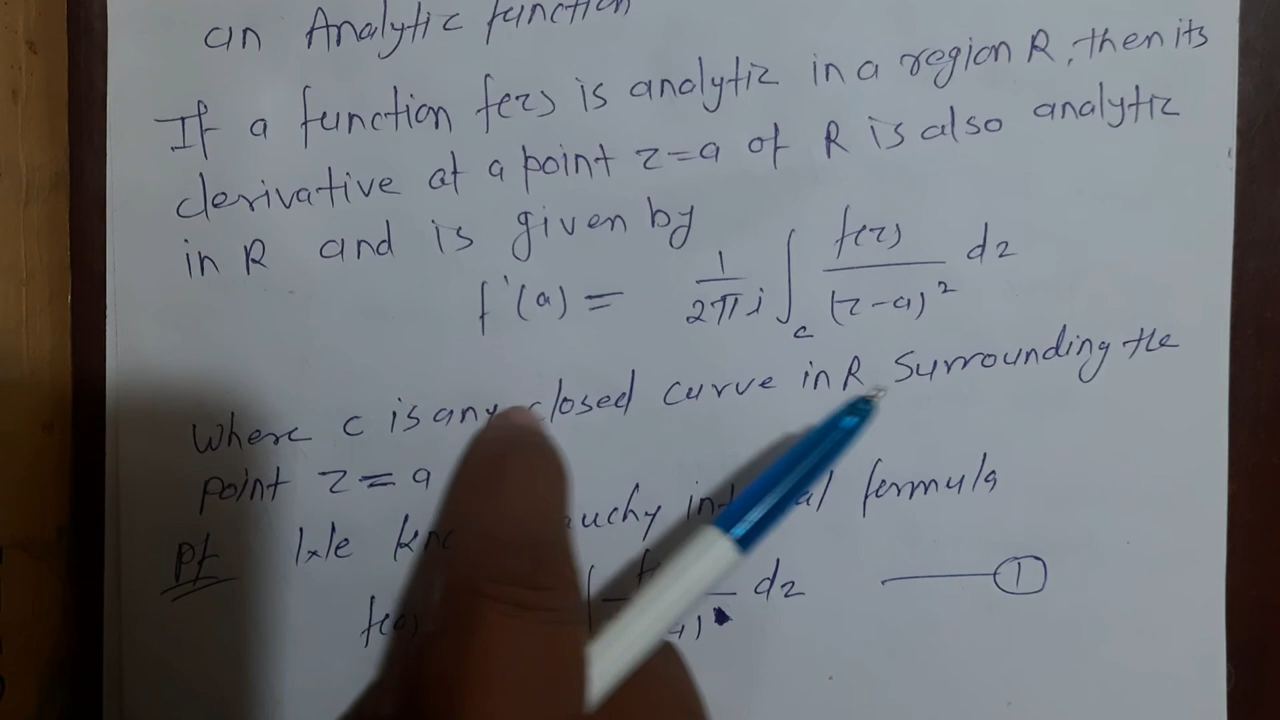 an Analytic function
If a function f(z) is analytic in a region R, then its
derivative at a point z=a of R is also analytic
in R and is given by
f'(a) = 1/2πi ∫c f(z)/(z-a)² dz
where c is any closed curve in R surrounding the
point z=a
Pf We formula
dz ①